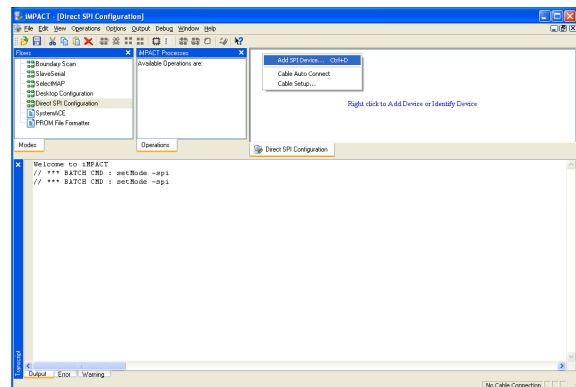 iMPACT - [Direct SPI Configuration]
File Edit View Operations Options Output Debug Window Help
Flows
Boundary Scan
SlaveSerial
SelectMAP
Desktop Configuration
Direct SPI Configuration
SystemACE
PROM File Formatter
Modes
iMPACT Processes
Available Operations are:
Operations
Add SPI Device... Ctrl+D
Cable Auto Connect
Cable Setup...
Right click to Add Device or Identify Device
Direct SPI Configuration
Welcome to iMPACT
// *** BATCH CMD : setMode -spi
// *** BATCH CMD : setMode -spi
Transcript
Output Error Warning
No Cable Connection